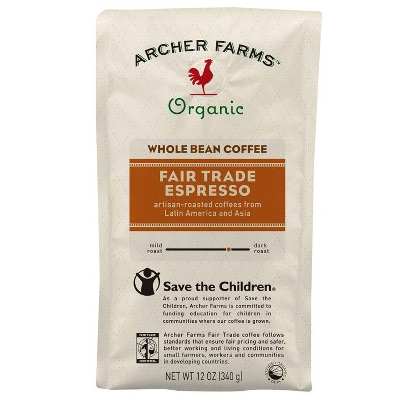 ARCHER FARMS™
Organic
WHOLE BEAN COFFEE
FAIR TRADE
ESPRESSO
artisan-roasted coffees from
Latin America and Asia
mild roast
dark roast
Save the Children®
As a proud supporter of Save the
Children, Archer Farms is committed to
funding education for children in
communities where our coffee is grown.
FAIR TRADE
CERTIFIED
Archer Farms Fair Trade coffee follows
standards that ensure fair pricing and safer,
better working and living conditions for
small farmers, workers and communities
in developing countries.
NET WT 12 OZ (340 g)